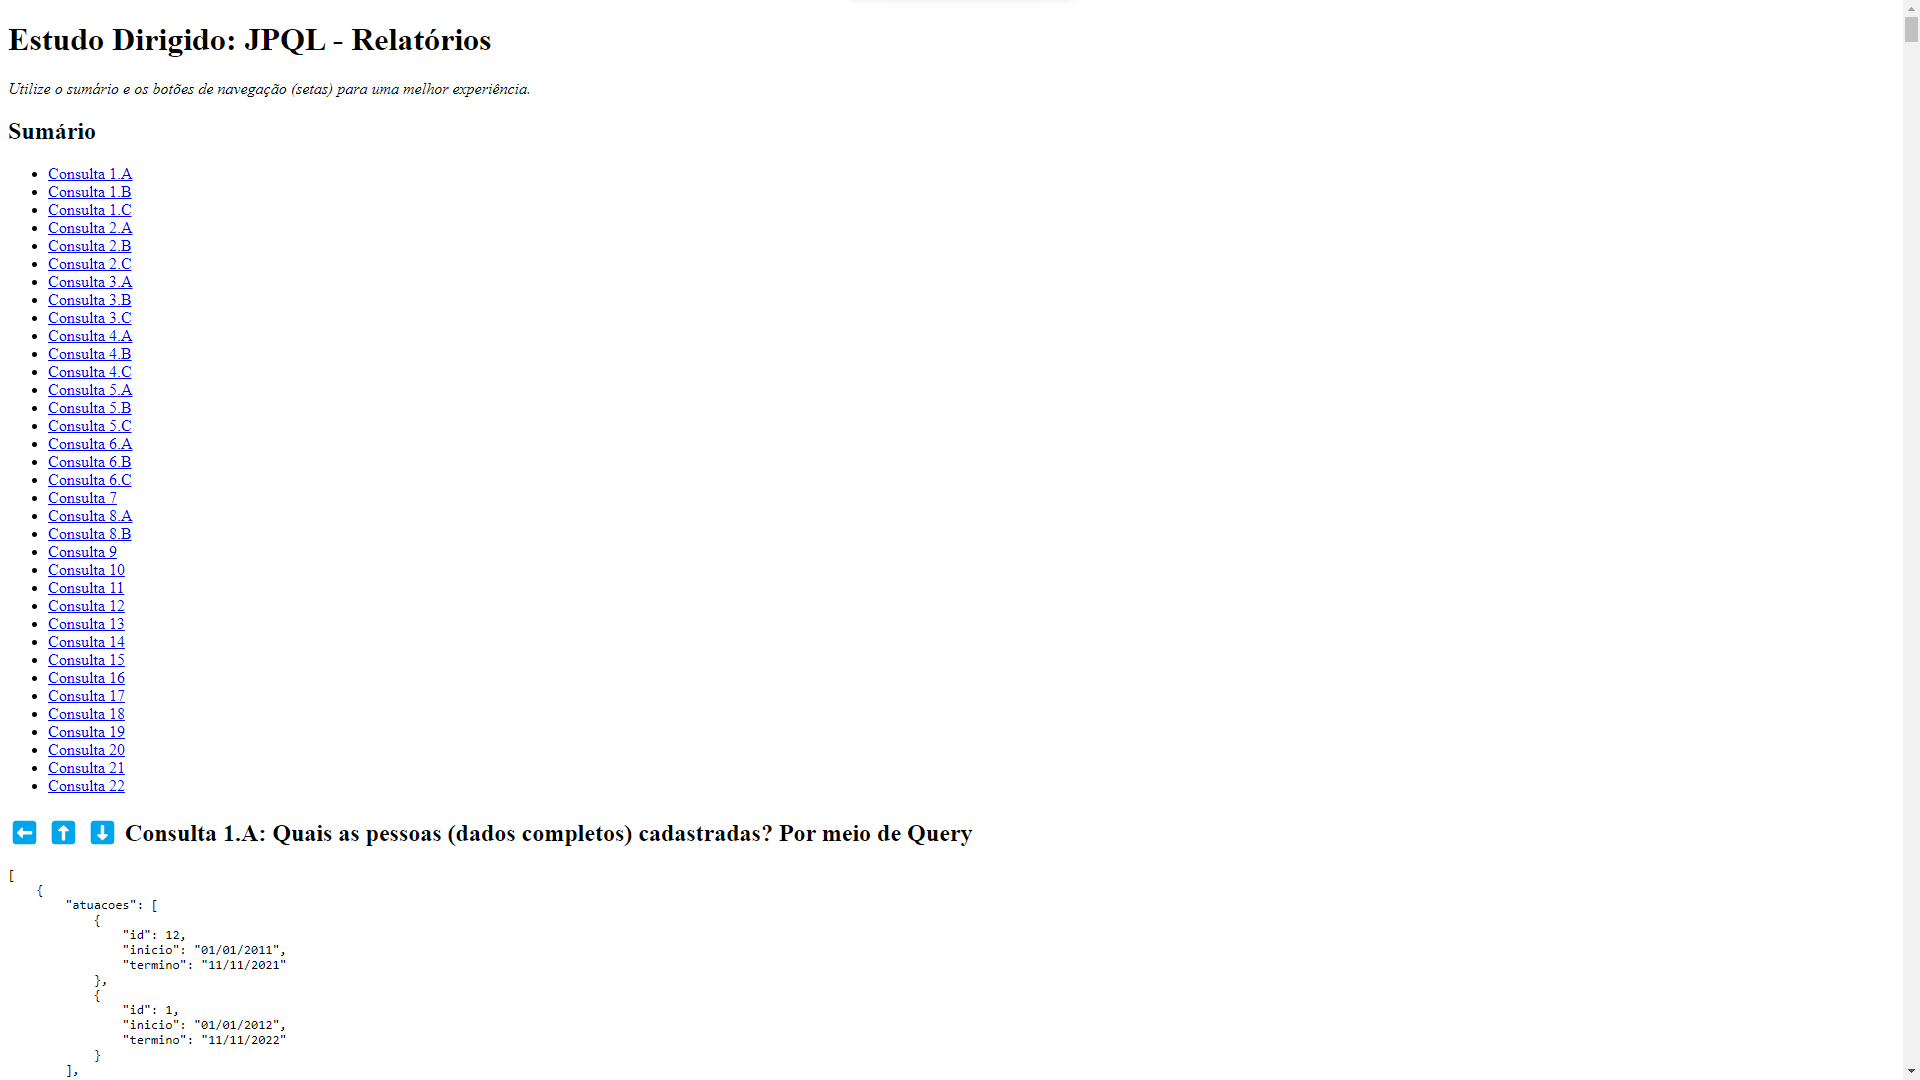 Estudo Dirigido: JPQL - Relatórios
Utilize o sumário e os botões de navegação (setas) para uma melhor experiência.
Sumário
Consulta 1.A
Consulta 1.B
Consulta 1.C
Consulta 2.A
Consulta 2.B
Consulta 2.C
Consulta 3.A
Consulta 3.B
Consulta 3.C
Consulta 4.A
Consulta 4.B
Consulta 4.C
Consulta 5.A
Consulta 5.B
Consulta 5.C
Consulta 6.A
Consulta 6.B
Consulta 6.C
Consulta 7
Consulta 8.A
Consulta 8.B
Consulta 9
Consulta 10
Consulta 11
Consulta 12
Consulta 13
Consulta 14
Consulta 15
Consulta 16
Consulta 17
Consulta 18
Consulta 19
Consulta 20
Consulta 21
Consulta 22
Consulta 1.A: Quais as pessoas (dados completos) cadastradas? Por meio de Query
[
{
"atuacoes": [
{
"id": 12,
"inicio": "01/01/2011",
"termino": "11/11/2021"
},
{
"id": 1,
"inicio": "01/01/2012",
"termino": "11/11/2022"
}
],